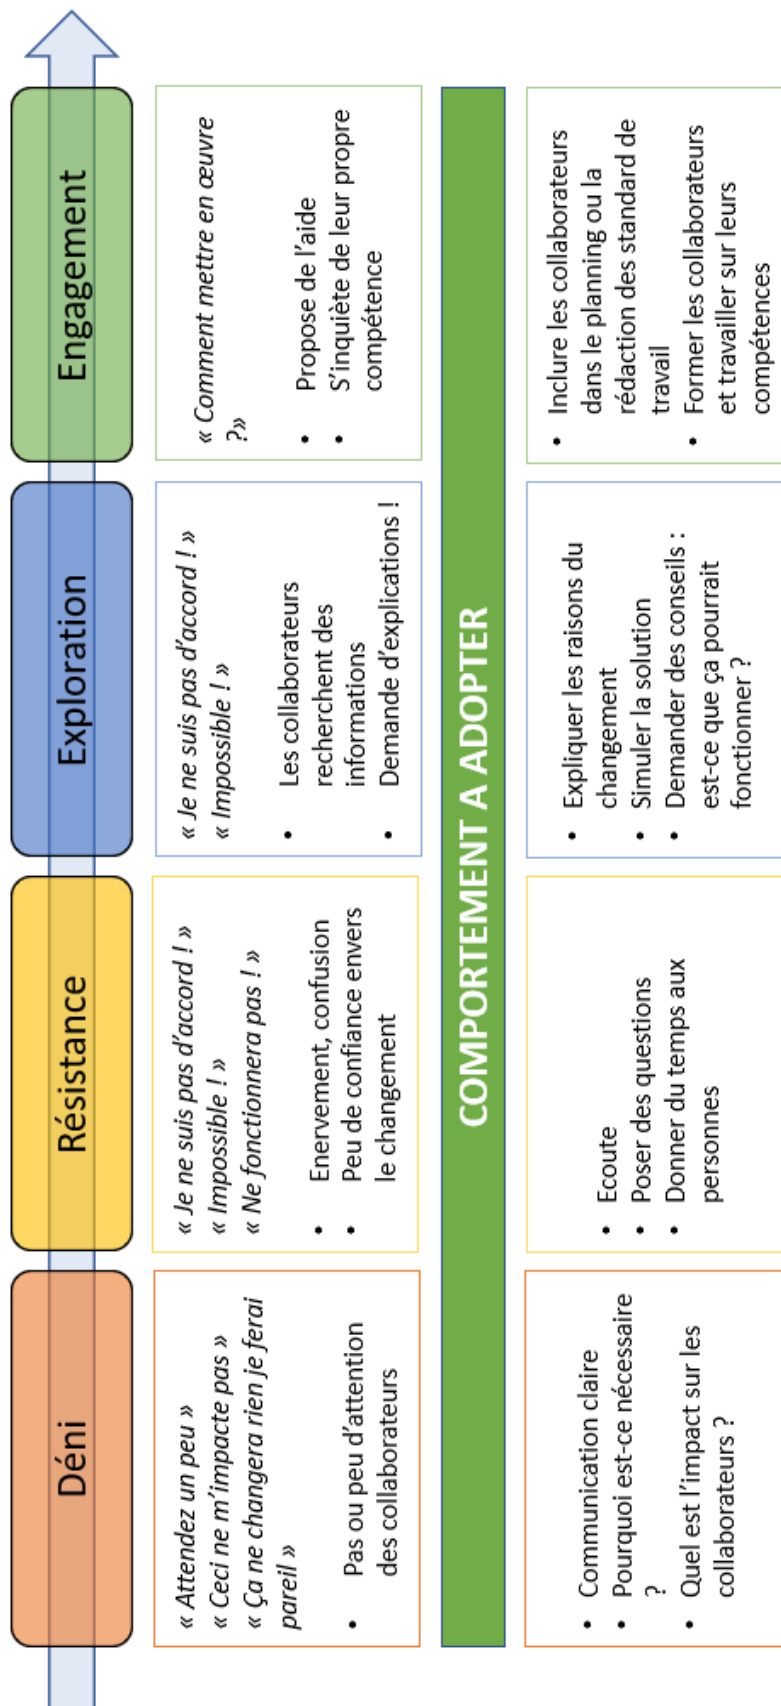 Déni
Résistance
Exploration
Engagement
« Attendez un peu »
« Ceci ne m'impacte pas »
« Ça ne changera rien je ferai
pareil »
• Pas ou peu d'attention
des collaborateurs
« Je ne suis pas d'accord ! »
« Impossible ! »
« Ne fonctionnera pas ! »
• Enervement, confusion
• Peu de confiance envers
le changement
« Je ne suis pas d'accord ! »
« Impossible ! »
• Les collaborateurs
recherchent des
informations
• Demande d'explications !
« Comment mettre en œuvre
?»
• Propose de l'aide
• S'inquiète de leur propre
compétence
COMPORTEMENT A ADOPTER
• Communication claire
• Pourquoi est-ce nécessaire
?
• Quel est l'impact sur les
collaborateurs ?
• Ecoute
• Poser des questions
• Donner du temps aux
personnes
• Expliquer les raisons du
changement
• Simuler la solution
• Demander des conseils :
est-ce que ça pourrait
fonctionner ?
• Inclure les collaborateurs
dans le planning ou la
rédaction des standard de
travail
• Former les collaborateurs
et travailler sur leurs
compétences